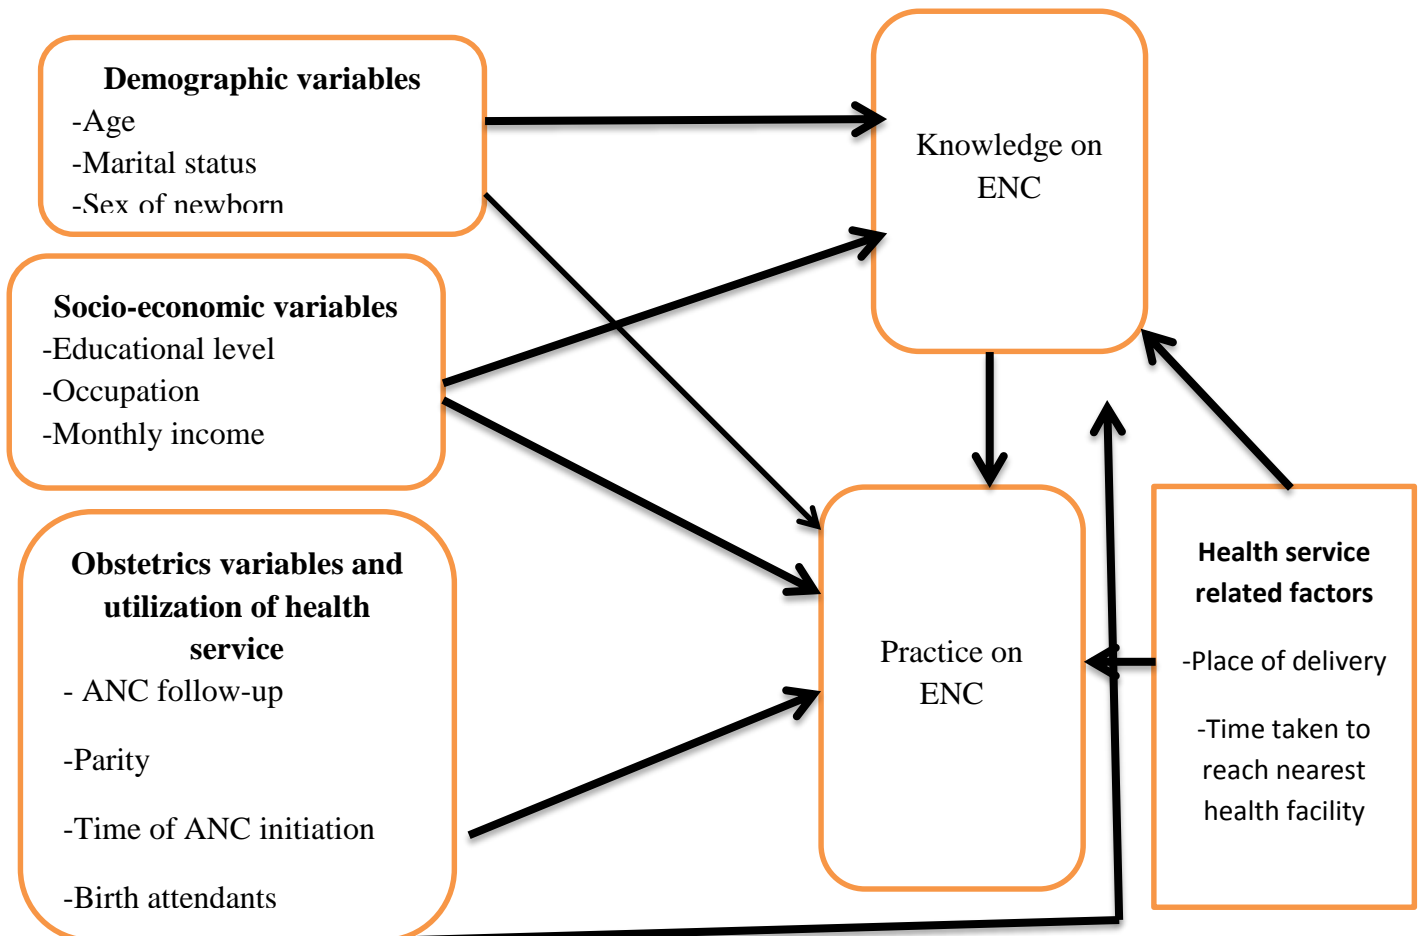 Demographic variables
-Age
-Marital status
-Sex of newborn
Socio-economic variables
-Educational level
-Occupation
-Monthly income
Obstetrics variables and
utilization of health
service
- ANC follow-up
-Parity
-Time of ANC initiation
-Birth attendants
Knowledge on
ENC
Practice on
ENC
Health service
related factors
-Place of delivery
-Time taken to
reach nearest
health facility